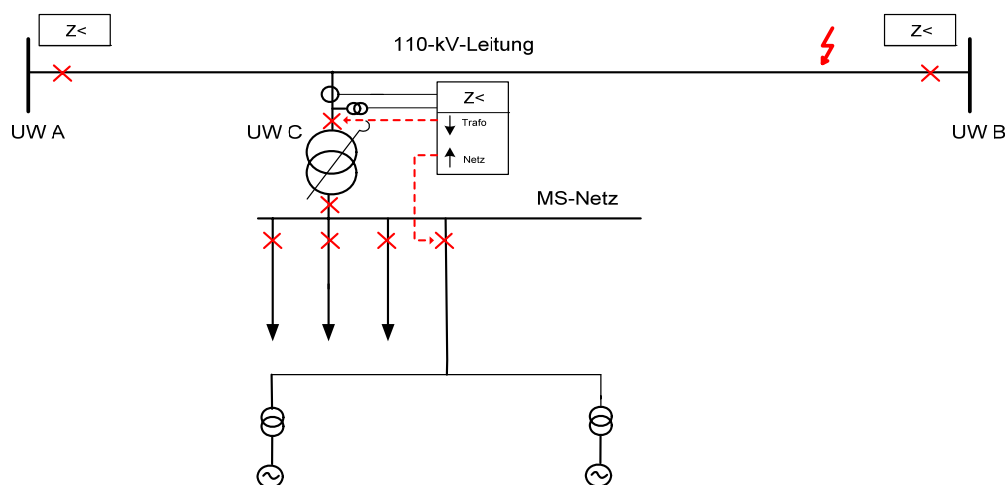 Z<
Z<
110-kV-Leitung
UW A
UW C
Z<
Trafo
Netz
UW B
MS-Netz